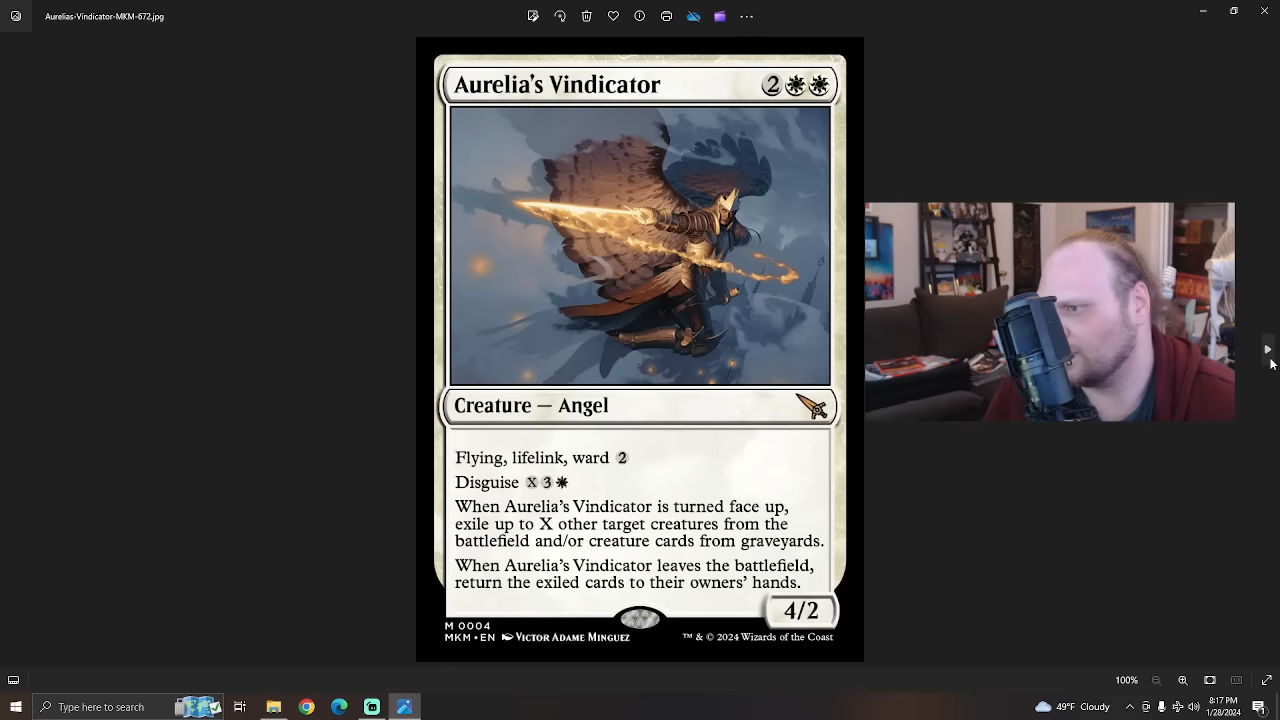 Aurelias-Vindicator-MKM-672.jpg
Aurelia's Vindicator 2
Creature — Angel
Flying, lifelink, ward 2
Disguise X 3
When Aurelia's Vindicator is turned face up,
exile up to X other target creatures from the
battlefield and/or creature cards from graveyards.
When Aurelia's Vindicator leaves the battlefield,
return the exiled cards to their owners' hands.
4/2
M 0004
MKM • EN Victor Adame Minguez
™ & © 2024 Wizards of the Coast
100%
Type here to search
49°F Cloudy
8:17 PM
1/28/2024